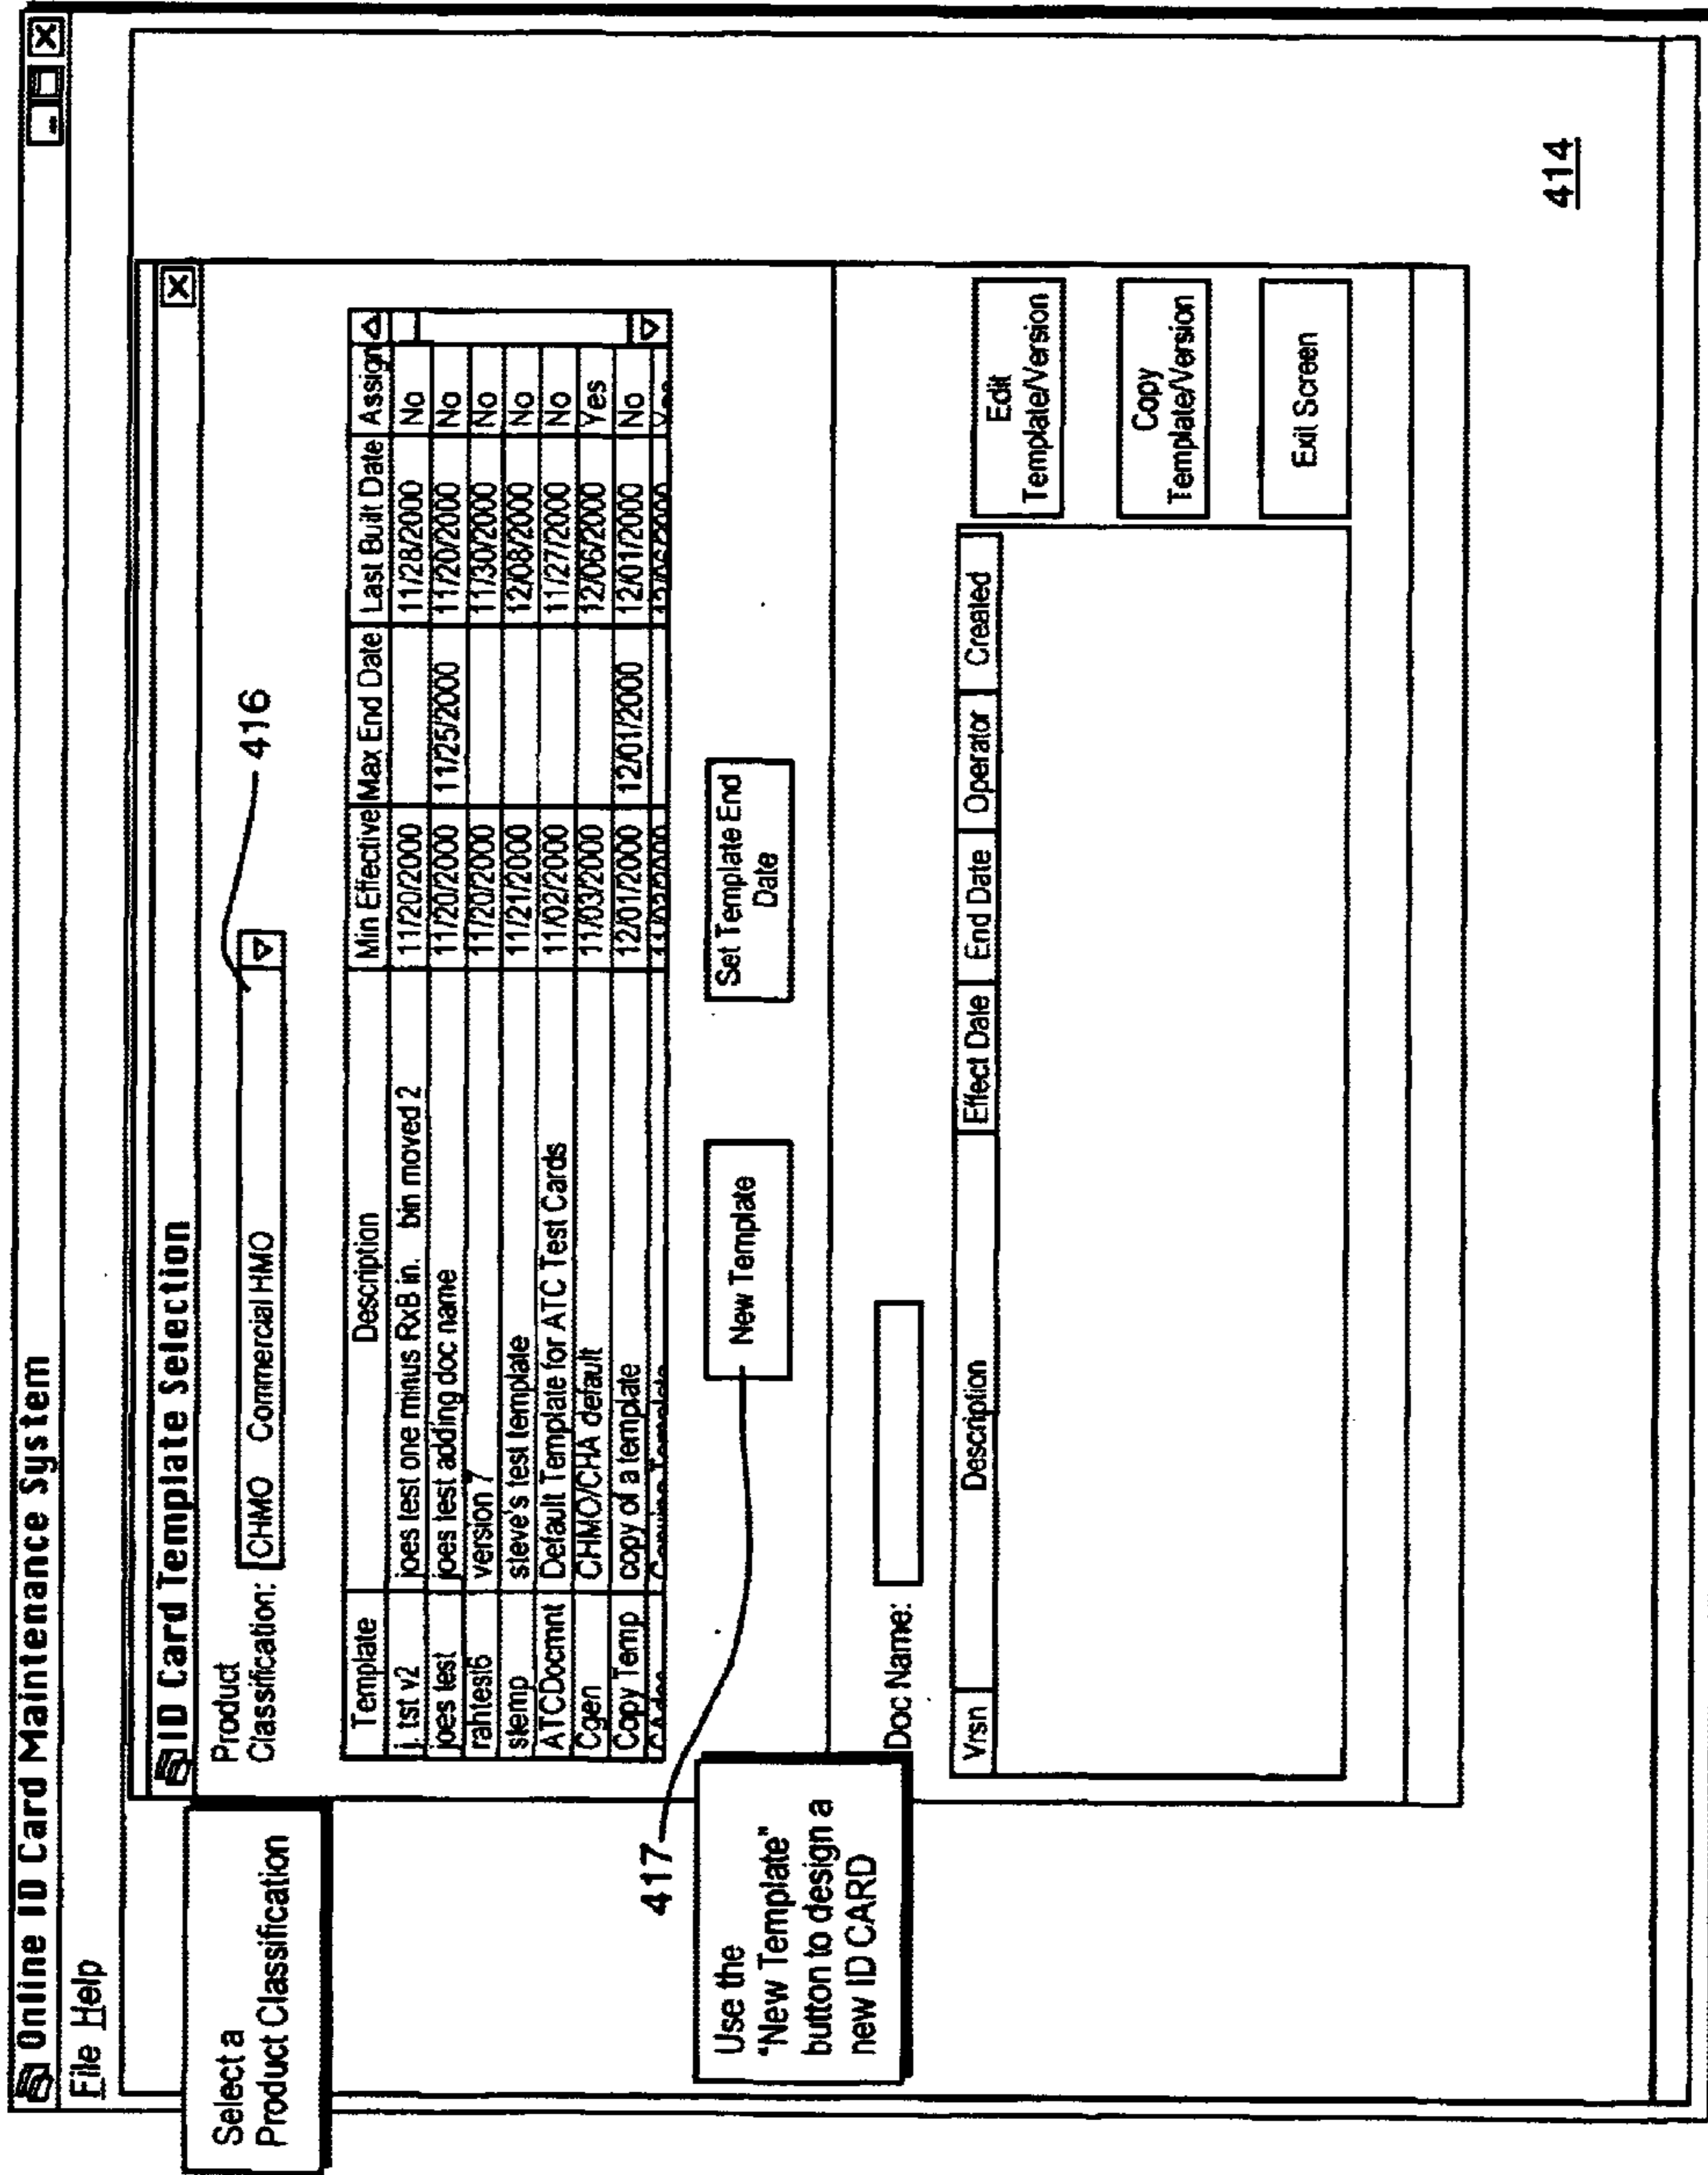 Online ID Card Maintenance System
File Help
ID Card Template Selection
Select a
Product Classification
Product
Classification: CHMO Commercial HMO
416
Template Description Min Effective Max End Date Last Built Date Assign
j. tst v2 joes test one minus RxB in. bin moved 2 11/20/2000 11/28/2000 No
joes test joes test adding doc name 11/20/2000 11/25/2000 11/20/2000 No
rahtest6 version 7 11/20/2000 11/30/2000 No
stemp steve's test template 11/21/2000 12/08/2000 No
ATCDocmnt Default Template for ATC Test Cards 11/02/2000 11/27/2000 No
Cgen CHMO/CHA default 11/03/2000 12/06/2000 Yes
Copy Temp copy of a template 12/01/2000 12/01/2000 12/01/2000 No
Copying Template Yes
417
New Template
Set Template End
Date
Use the
"New Template"
button to design a
new ID CARD
Doc Name:
Vrsn Description Effect Date End Date Operator Created
Edit
Template/Version
Copy
Template/Version
Exit Screen
414